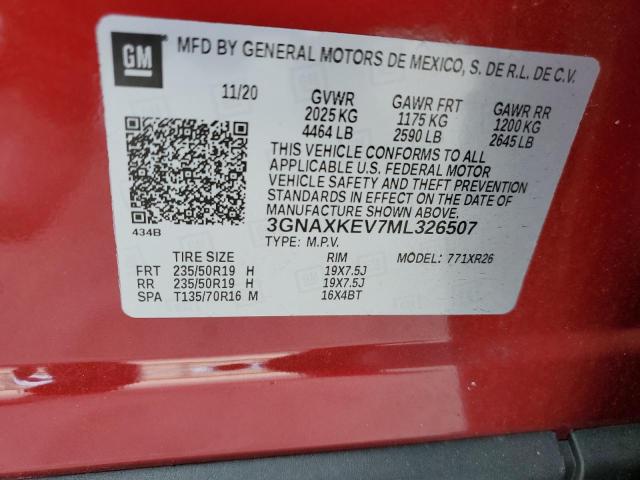 GM MFD BY GENERAL MOTORS DE MEXICO, S. DE R.L. DE C.V.
11/20 GVWR GAWR FRT GAWR RR
2025 KG 1175 KG 1200 KG
4464 LB 2590 LB 2645 LB
THIS VEHICLE CONFORMS TO ALL
APPLICABLE U.S. FEDERAL MOTOR
VEHICLE SAFETY AND THEFT PREVENTION
STANDARDS IN EFFECT ON THE DATE OF
MANUFACTURE SHOWN ABOVE.
434B 3GNAXKEV7ML326507
TYPE: M.P.V. MODEL: 771XR26
TIRE SIZE RIM
FRT 235/50R19 H 19X7.5J
RR 235/50R19 H 19X7.5J
SPA T135/70R16 M 16X4BT